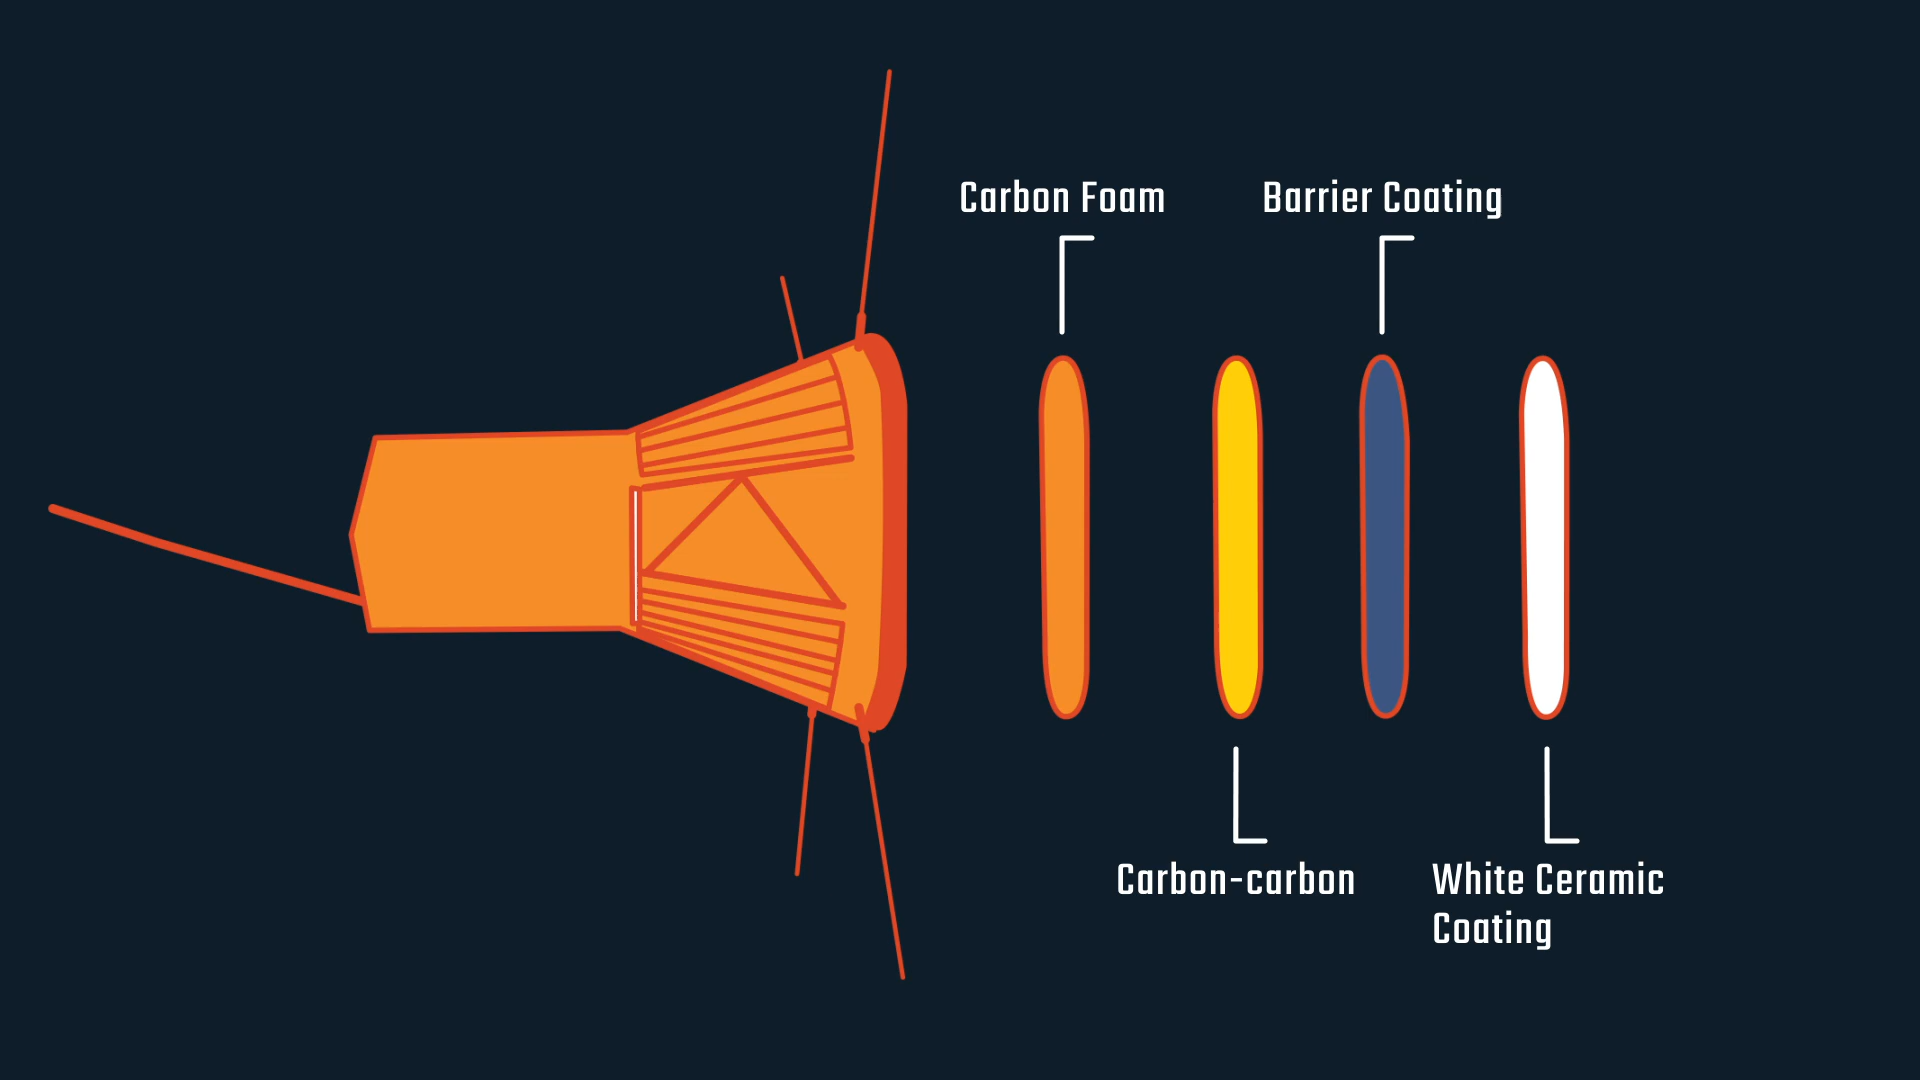 Carbon Foam
Barrier Coating
Carbon-carbon
White Ceramic
Coating